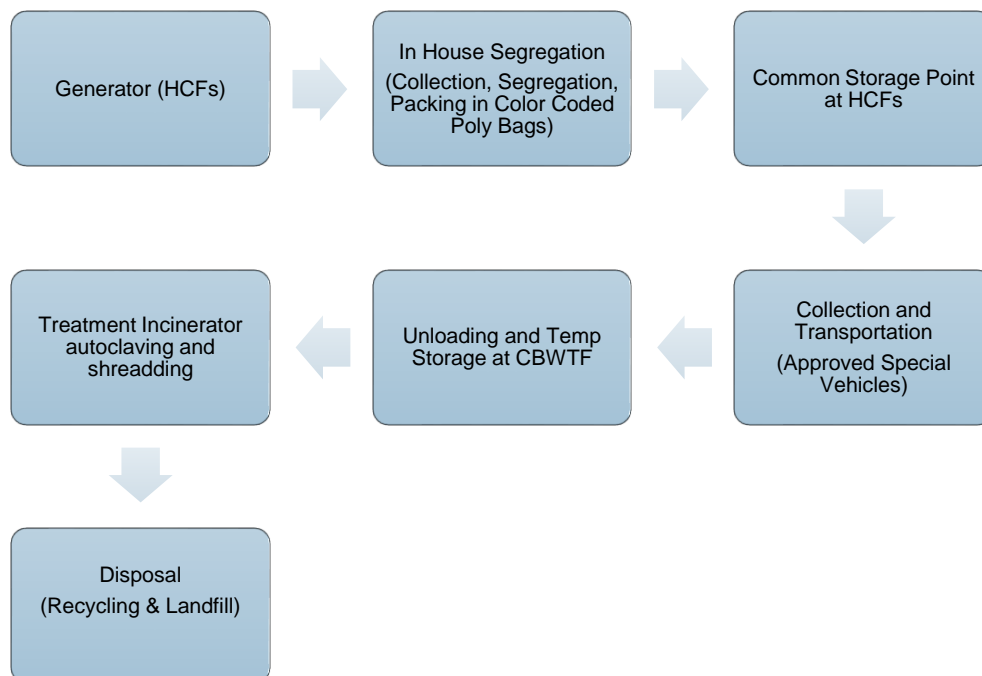 Generator (HCFs)
In House Segregation
(Collection, Segregation,
Packing in Color Coded
Poly Bags)
Common Storage Point
at HCFs
Collection and
Transportation
(Approved Special
Vehicles)
Unloading and Temp
Storage at CBWTF
Treatment Incinerator
autoclaving and
shreadding
Disposal
(Recycling & Landfill)